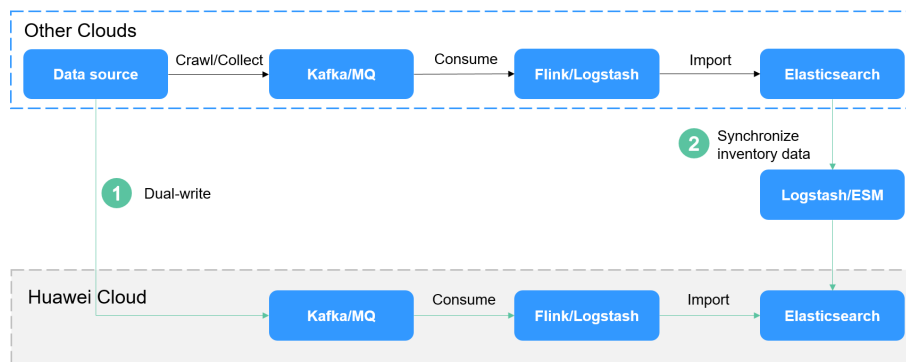 Other Clouds
Data source
Crawl/Collect
Kafka/MQ
Consume
Flink/Logstash
Import
Elasticsearch
2
Synchronize
inventory data
1
Dual-write
Logstash/ESM
Huawei Cloud
Kafka/MQ
Consume
Flink/Logstash
Import
Elasticsearch